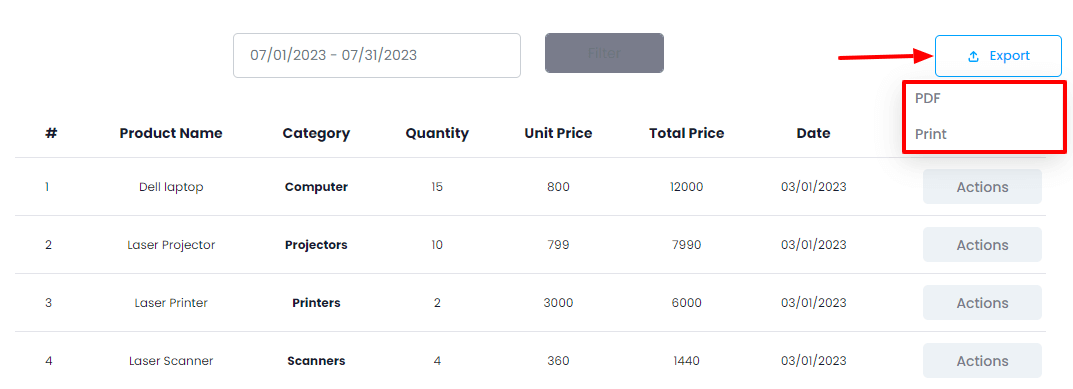 07/01/2023 - 07/31/2023 Filter Export
PDF
Print
# Product Name Category Quantity Unit Price Total Price Date
1 Dell laptop Computer 15 800 12000 03/01/2023 Actions
2 Laser Projector Projectors 10 799 7990 03/01/2023 Actions
3 Laser Printer Printers 2 3000 6000 03/01/2023 Actions
4 Laser Scanner Scanners 4 360 1440 03/01/2023 Actions